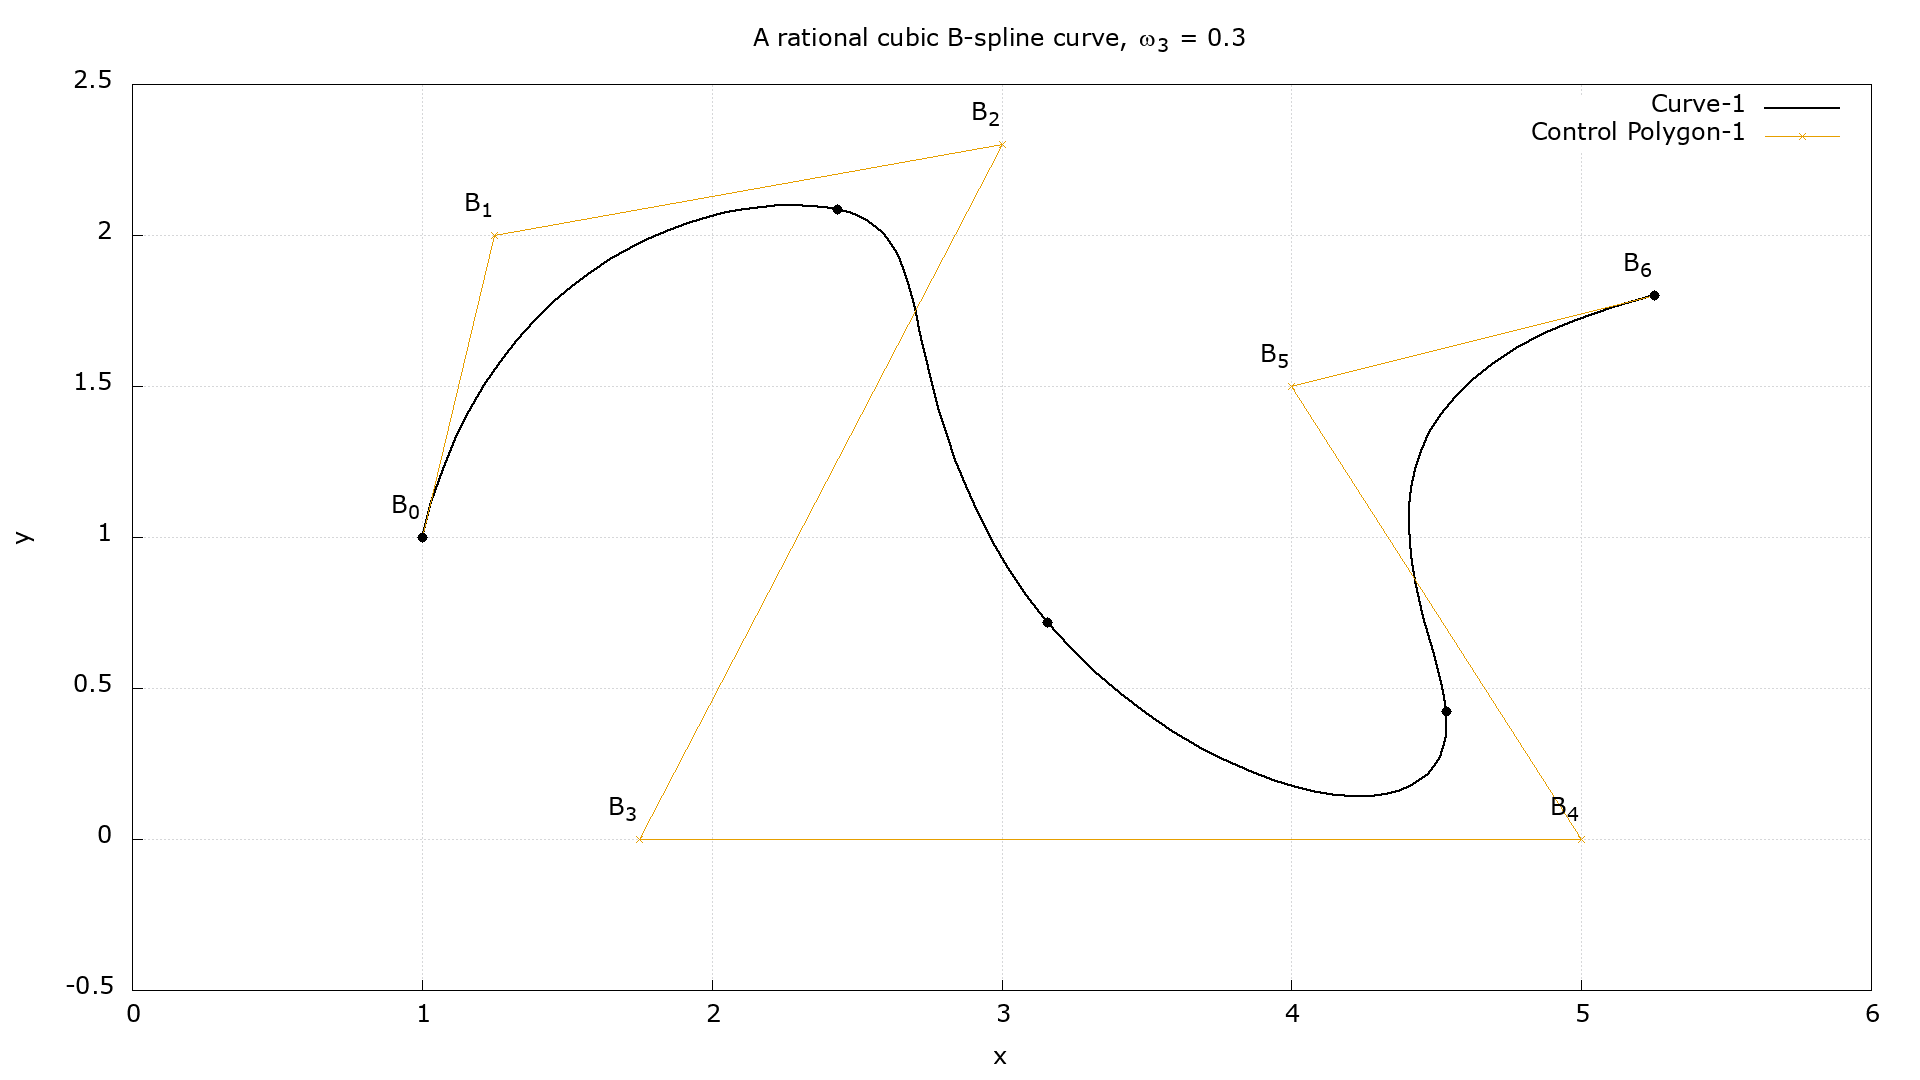 A rational cubic B-spline curve, ω₃ = 0.3
2.5
2
1.5
1
0.5
0
-0.5
y
Curve-1
Control Polygon-1
B₂
B₁
B₆
B₅
B₀
B₃
B₄
0 1 2 3 4 5 6
x